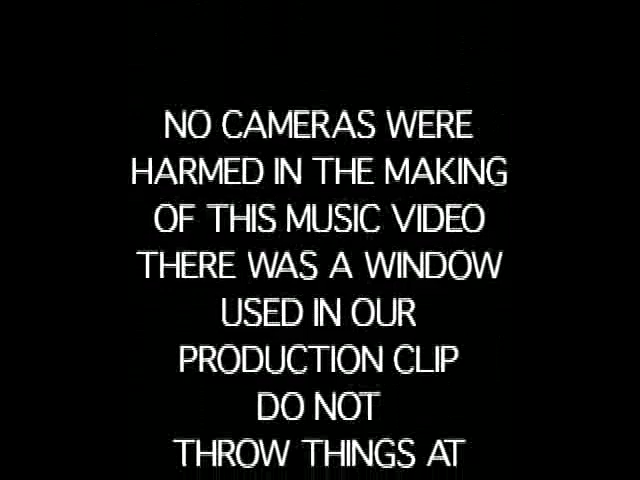 NO CAMERAS WERE
HARMED IN THE MAKING
OF THIS MUSIC VIDEO
THERE WAS A WINDOW
USED IN OUR
PRODUCTION CLIP
DO NOT
THROW THINGS AT